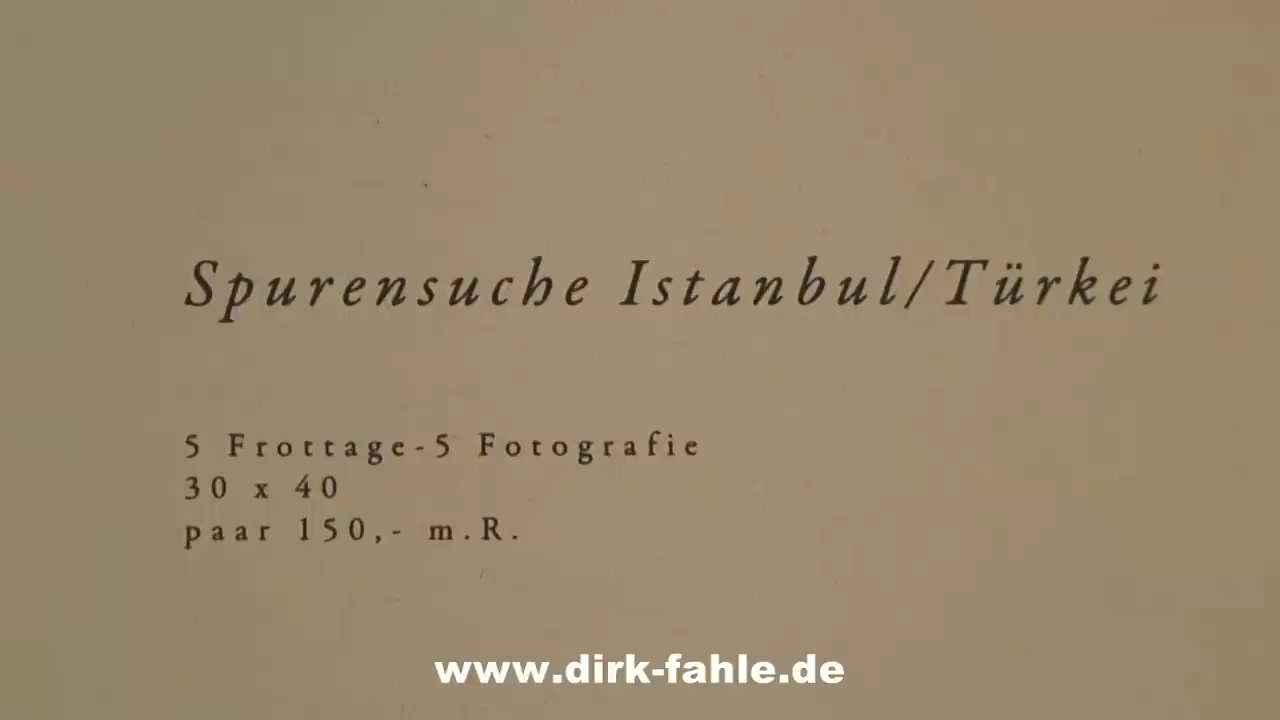 Spurensuche Istanbul/Türkei
5 Frottage-5 Fotografie
30 x 40
paar 150,- m.R.
www.dirk-fahle.de